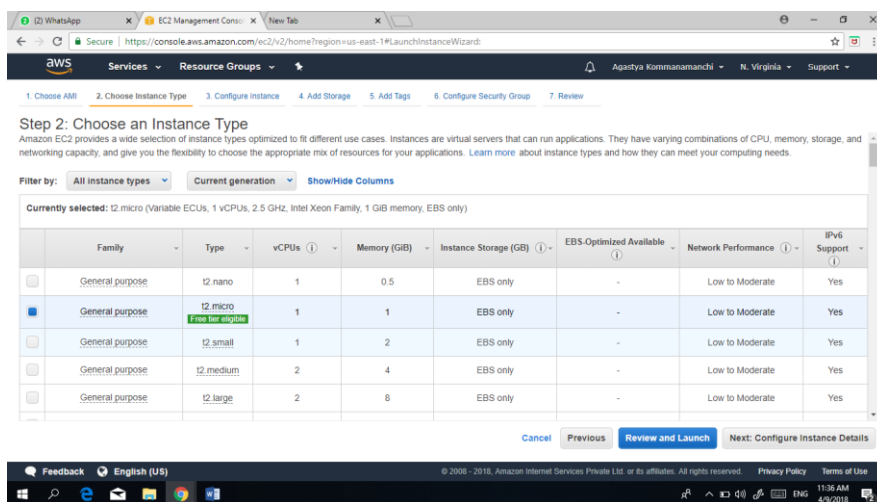 (2) WhatsApp
EC2 Management Consol
New Tab
Secure | https://console.aws.amazon.com/ec2/v2/home?region=us-east-1#LaunchInstanceWizard:
aws Services Resource Groups Agastya Kommanamanchi N. Virginia Support
1. Choose AMI 2. Choose Instance Type 3. Configure Instance 4. Add Storage 5. Add Tags 6. Configure Security Group 7. Review
Step 2: Choose an Instance Type
Amazon EC2 provides a wide selection of instance types optimized to fit different use cases. Instances are virtual servers that can run applications. They have varying combinations of CPU, memory, storage, and
networking capacity, and give you the flexibility to choose the appropriate mix of resources for your applications. Learn more about instance types and how they can meet your computing needs.
Filter by: All instance types Current generation Show/Hide Columns
Currently selected: t2.micro (Variable ECUs, 1 vCPUs, 2.5 GHz, Intel Xeon Family, 1 GiB memory, EBS only)
Family Type vCPUs Memory (GiB) Instance Storage (GB) EBS-Optimized Available Network Performance IPv6 Support
General purpose t2.nano 1 0.5 EBS only - Low to Moderate Yes
General purpose t2.micro Free tier eligible 1 1 EBS only - Low to Moderate Yes
General purpose t2.small 1 2 EBS only - Low to Moderate Yes
General purpose t2.medium 2 4 EBS only - Low to Moderate Yes
General purpose t2.large 2 8 EBS only - Low to Moderate Yes
Cancel Previous Review and Launch Next: Configure Instance Details
Feedback English (US) © 2008 - 2018, Amazon Internet Services Private Ltd. or its affiliates. All rights reserved. Privacy Policy Terms of Use
ENG 11:36 AM
4/9/2018